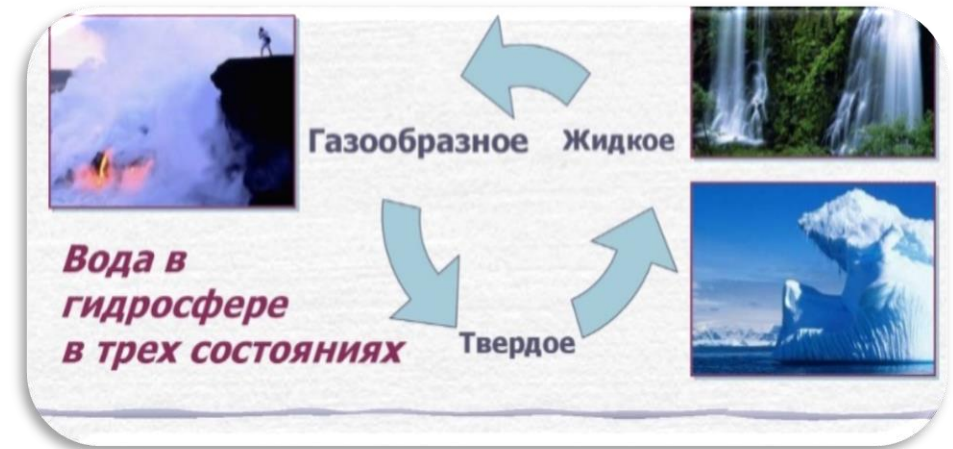 Газообразное Жидкое
Вода в
гидросфере
в трех состояниях
Твердое